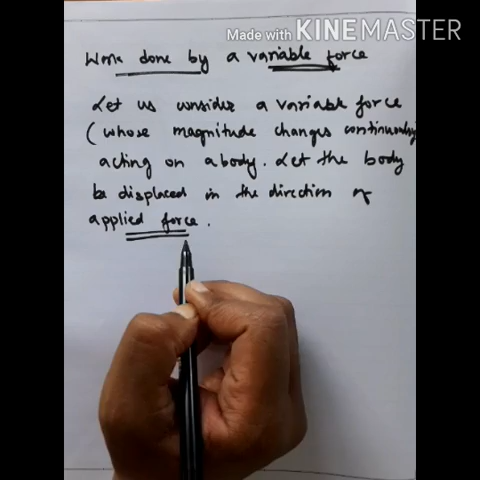 Made with KINEMASTER
Work done by a variable force
Let us consider a variable force
( whose magnitude changes continuously
acting on a body. Let the body
be displaced in the direction of
applied force.